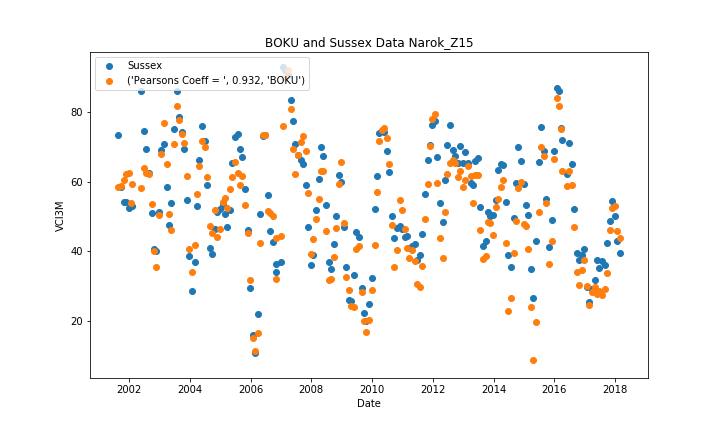 BOKU and Sussex Data Narok_Z15
Sussex
('Pearsons Coeff = ', 0.932, 'BOKU')
VCI3M
80
60
40
20
2002 2004 2006 2008 2010 2012 2014 2016 2018
Date